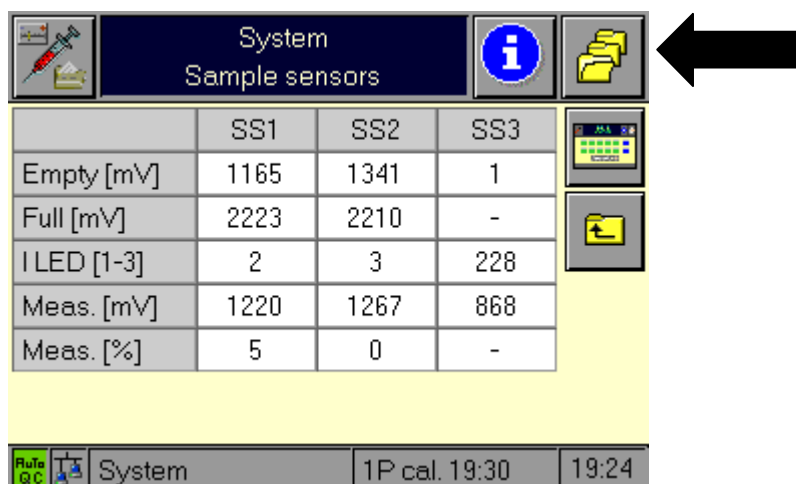 System
Sample sensors
SS1 SS2 SS3
Empty [mV] 1165 1341 1
Full [mV] 2223 2210 -
I LED [1-3] 2 3 228
Meas. [mV] 1220 1267 868
Meas. [%] 5 0 -
AuTo QC System 1P cal. 19:30 19:24